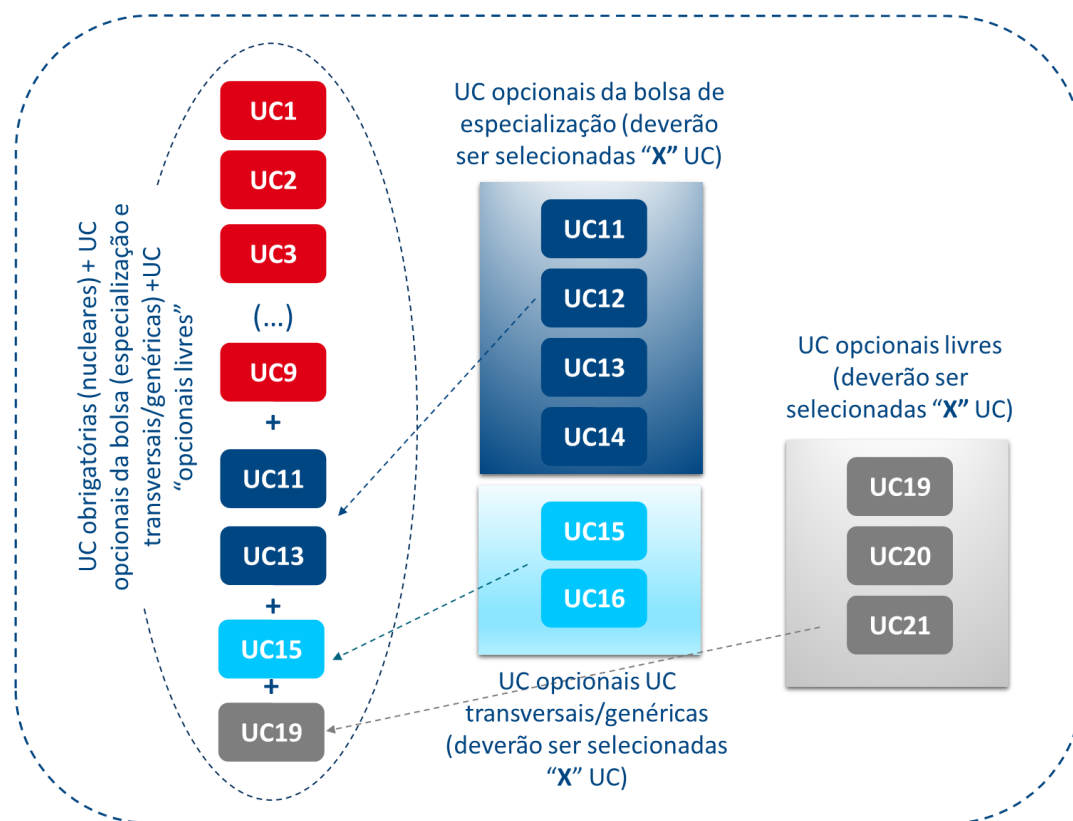 UC obrigatórias (nucleares) + UC
opcionais da bolsa (especialização e
transversais/genéricas) +UC
“opcionais livres”
UC1
UC2
UC3
(...)
UC9
+
UC11
UC13
+
UC15
+
UC19
UC opcionais da bolsa de
especialização (deverão
ser selecionadas “X” UC)
UC11
UC12
UC13
UC14
UC15
UC16
UC opcionais UC
transversais/genéricas
(deverão ser selecionadas
“X” UC)
UC opcionais livres
(deverão ser
selecionadas “X” UC)
UC19
UC20
UC21